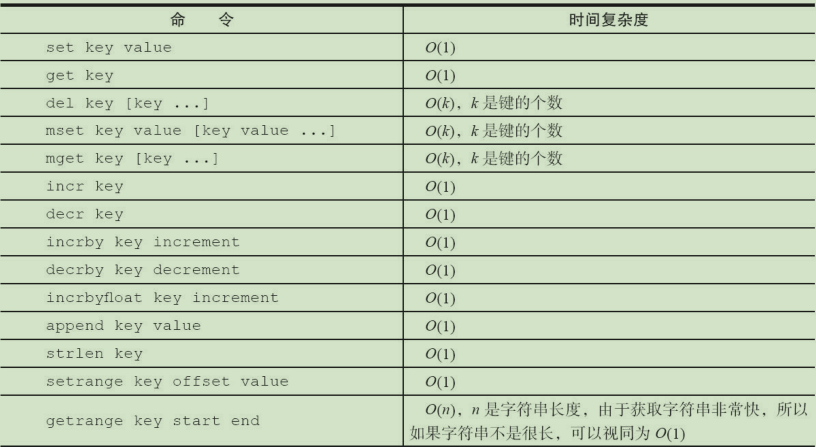 命 令 时间复杂度
set key value O(1)
get key O(1)
del key [key ...] O(k)，k 是键的个数
mset key value [key value ...] O(k)，k 是键的个数
mget key [key ...] O(k)，k 是键的个数
incr key O(1)
decr key O(1)
incrby key increment O(1)
decrby key decrement O(1)
incrbyfloat key increment O(1)
append key value O(1)
strlen key O(1)
setrange key offset value O(1)
getrange key start end O(n)，n 是字符串长度，由于获取字符串非常快，所以
如果字符串不是很长，可以视同为 O(1)